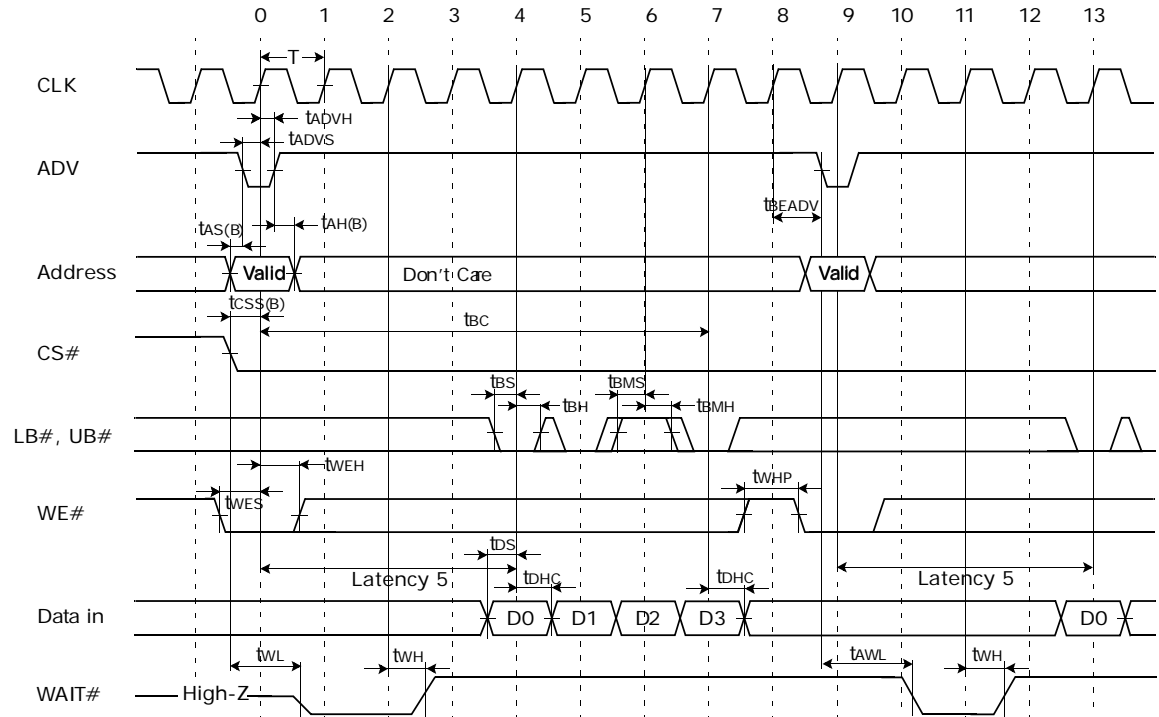 0 1 2 3 4 5 6 7 8 9 10 11 12 13
T
CLK
tADVH
tADVS
ADV
tBEADV
tAS(B) tAH(B)
Address Valid Don't Care Valid
tCSS(B)
tBC
CS#
tBS tBMS
tBH tBMH
LB#, UB#
tWEH
tWHP
tWES
WE#
tDS
Latency 5 tDHC tDHC Latency 5
Data in D0 D1 D2 D3 D0
tWL tWH tAWL tWH
WAIT# High-Z